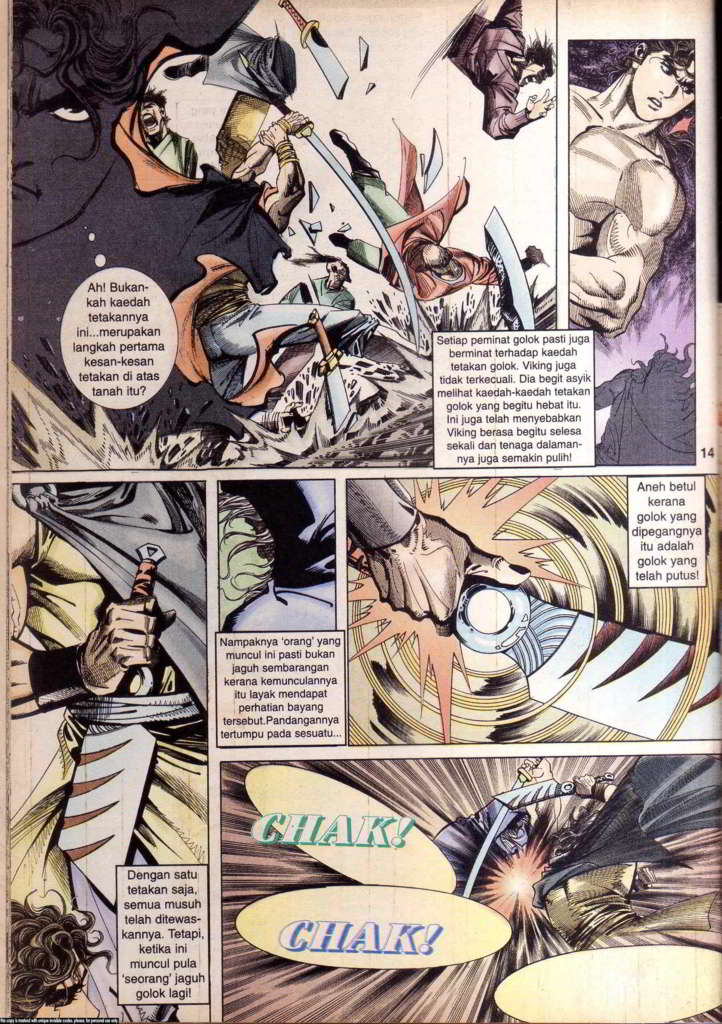 Ah! Bukan-
kah kaedah
tetakannya
ini...merupakan
langkah pertama
kesan-kesan
tetakan di atas
tanah itu?
Setiap peminat golok pasti juga
berminat terhadap kaedah
tetakan golok. Viking juga
tidak terkecuali. Dia begit asyik
melihat kaedah-kaedah tetakan
golok yang begitu hebat itu.
Ini juga telah menyebabkan
Viking berasa begitu selesa
sekali dan tenaga dalaman-
nya juga semakin pulih!
14
Dengan satu
tetakan saja,
semua musuh
telah ditewas-
kannya. Tetapi,
ketika ini
muncul pula
‘seorang’ jaguh
golok lagi!
Nampaknya ‘orang’ yang
muncul ini pasti bukan
jaguh sembarangan
kerana kemunculannya
itu layak mendapat
perhatian bayang
tersebut.Pandangannya
tertumpu pada sesuatu...
Aneh betul
kerana
golok yang
dipegangnya
itu adalah
golok yang
telah putus!
CHAK!
CHAK!